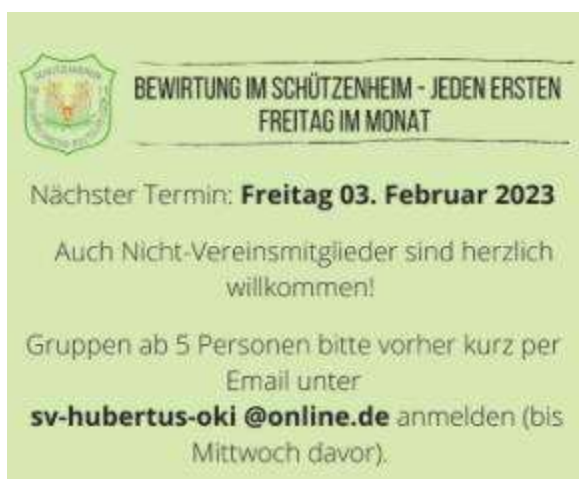 SCHÜTZENVEREIN
BEWIRTUNG IM SCHÜTZENHEIM - JEDEN ERSTEN
FREITAG IM MONAT
Nächster Termin: Freitag 03. Februar 2023
Auch Nicht-Vereinsmitglieder sind herzlich
willkommen!
Gruppen ab 5 Personen bitte vorher kurz per
Email unter
sv-hubertus-oki @online.de anmelden (bis
Mittwoch davor).